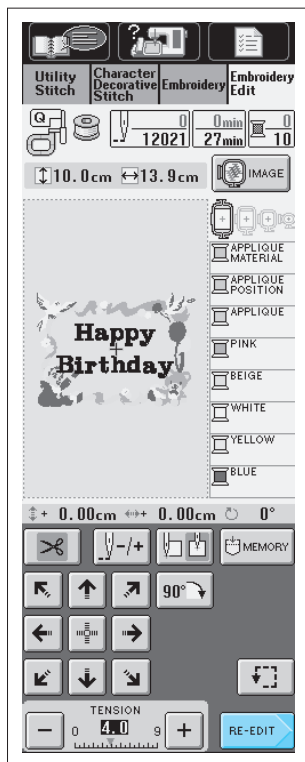 Utility Stitch
Character Decorative Stitch
Embroidery
Embroidery Edit
Q
0
12021
0min
27min
0
10
10.0cm 13.9cm
IMAGE
APPLIQUE MATERIAL
APPLIQUE POSITION
APPLIQUE
PINK
BEIGE
WHITE
YELLOW
BLUE
Happy
Birthday
+ 0.00cm + 0.00cm 0°
-/+
MEMORY
90°
TENSION
- 0 4.0 9 +
RE-EDIT